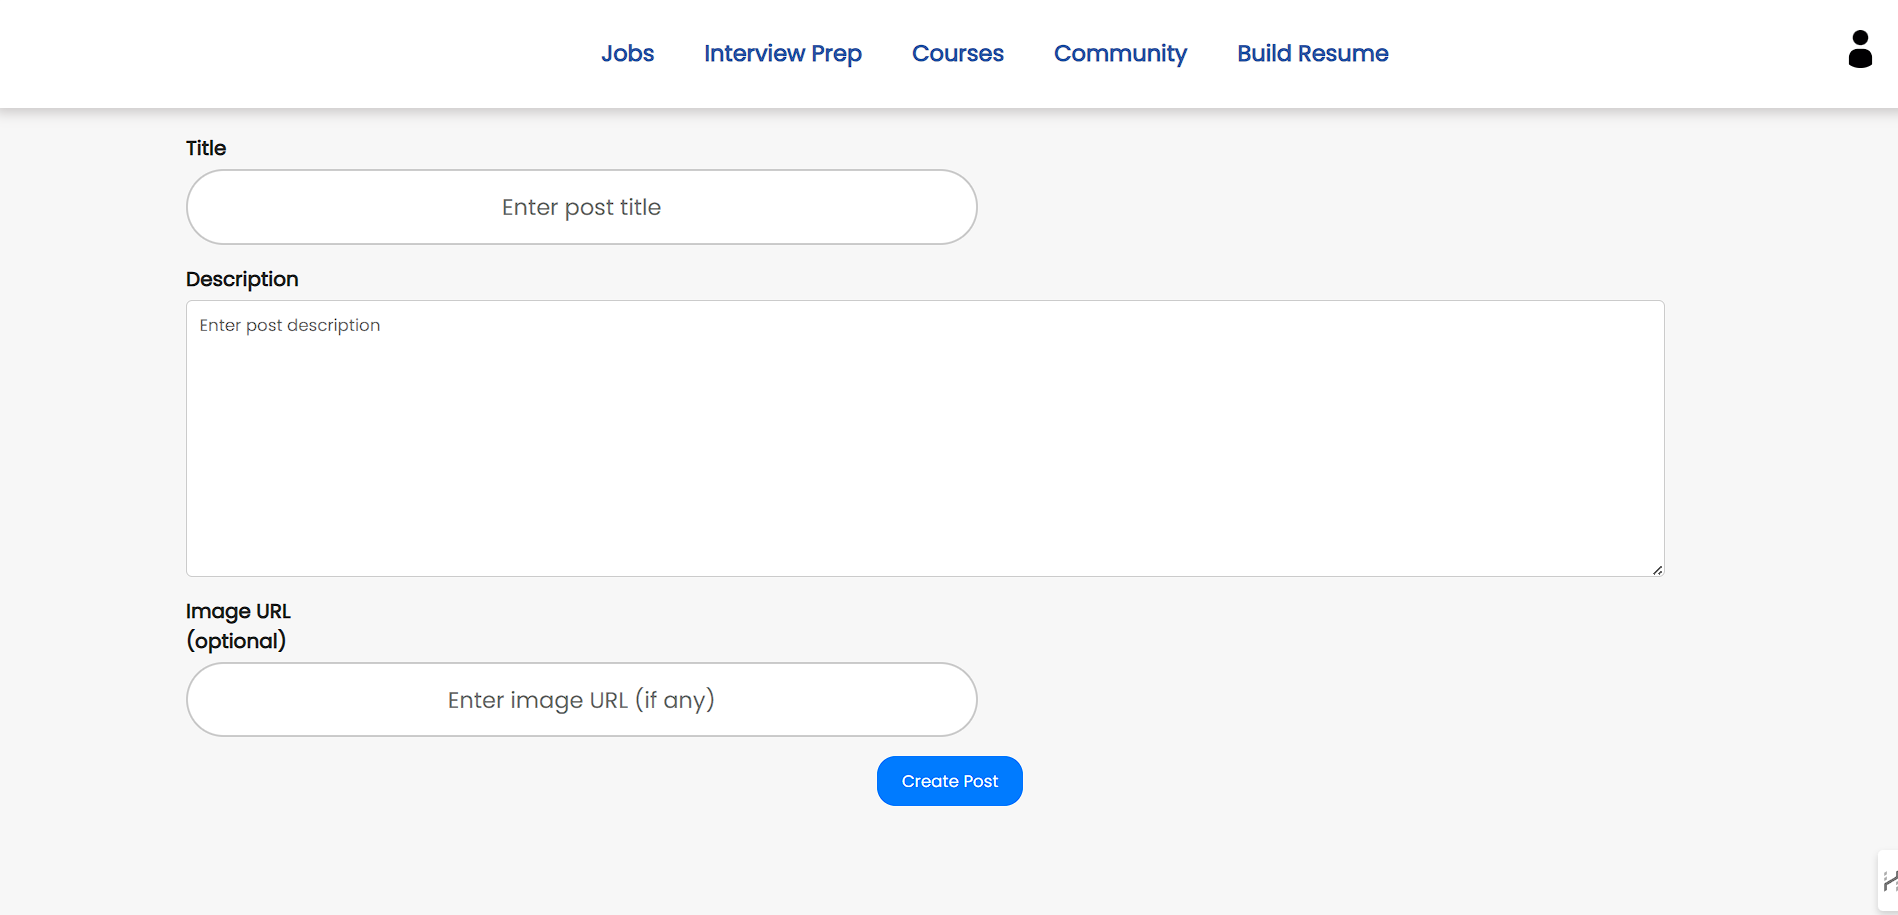 Jobs Interview Prep Courses Community Build Resume
Title
Enter post title
Description
Enter post description
Image URL
(optional)
Enter image URL (if any)
Create Post